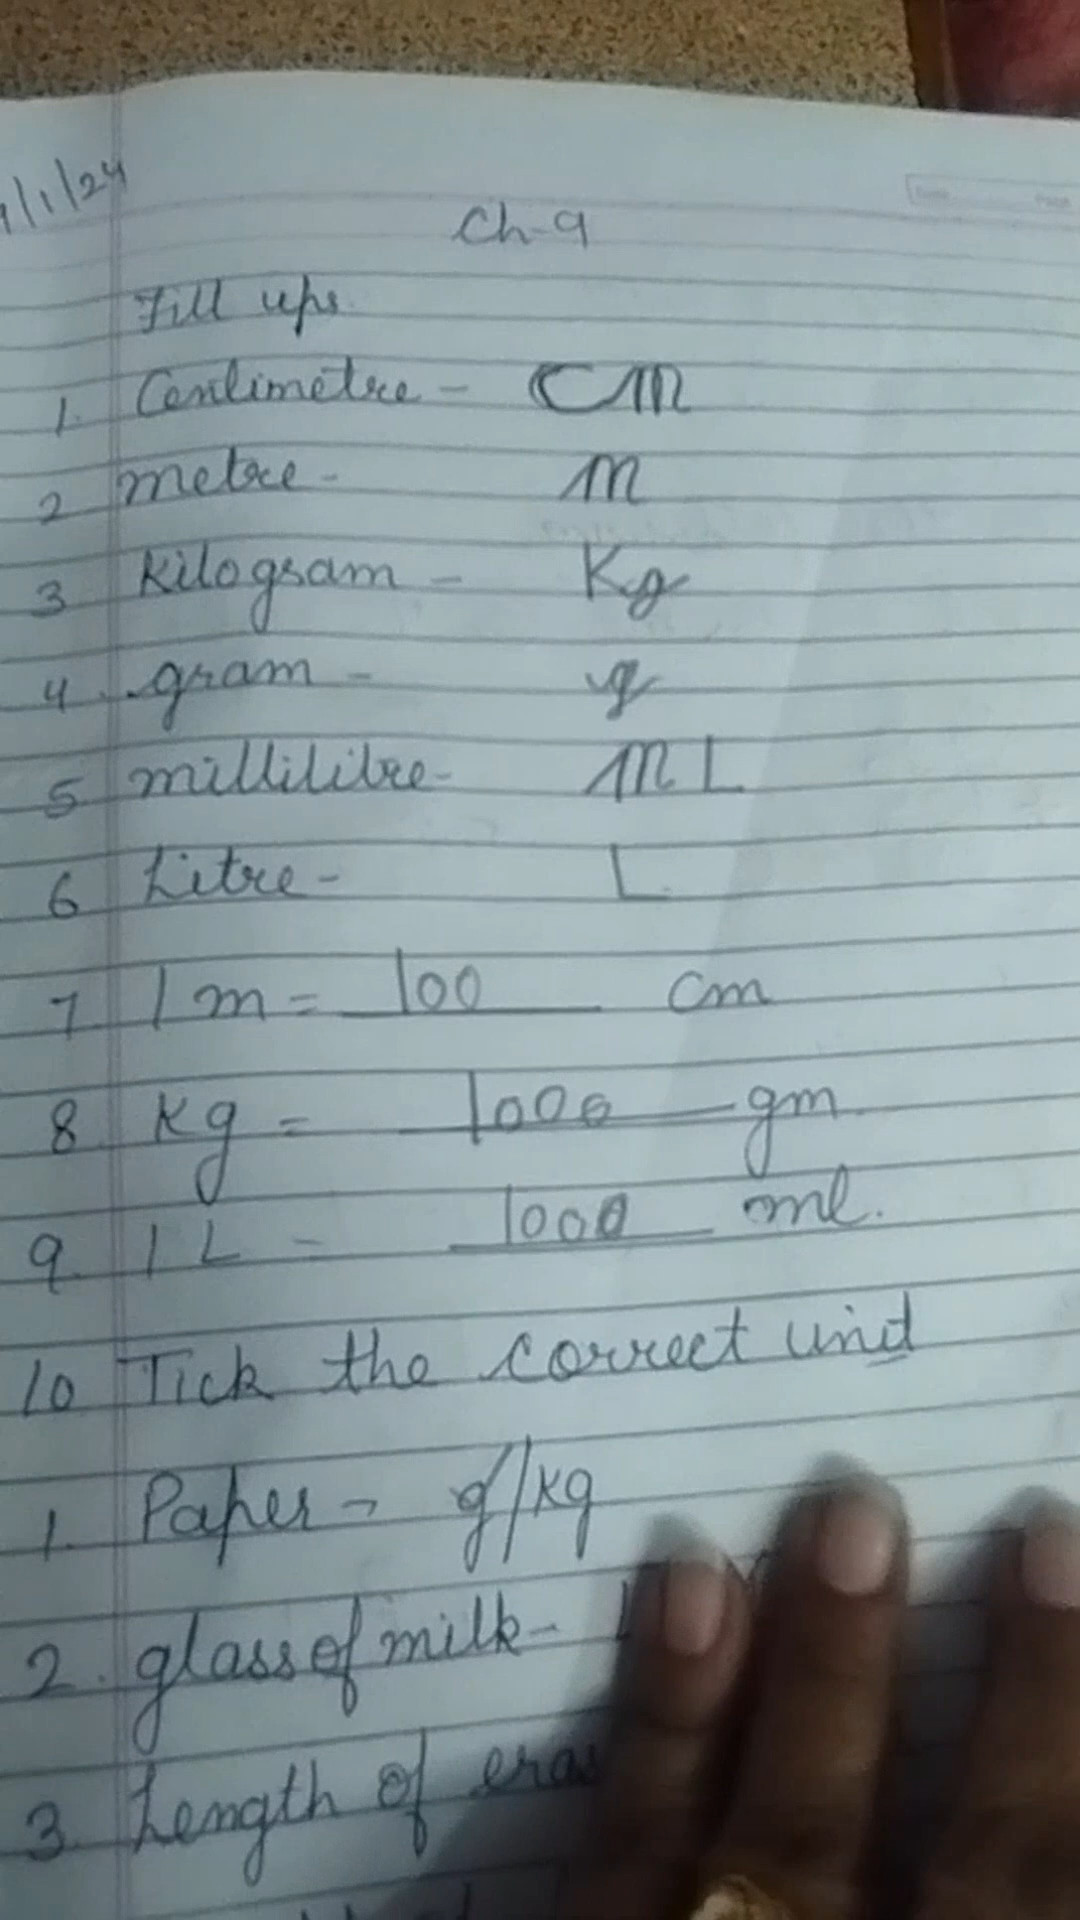 1/1/24
Ch-9
Fill ups.
1. Centimetre - CM
2 metre - m
3 kilogram - Kg
4. gram - g
5 millilitre - ML
6 Litre - L
7 1 m = 100 cm
8 Kg = 1000 gm
9. 1 L - 1000 ml.
10 Tick the correct unit
1. Paper - g/kg
2. glass of milk-
3. Length of